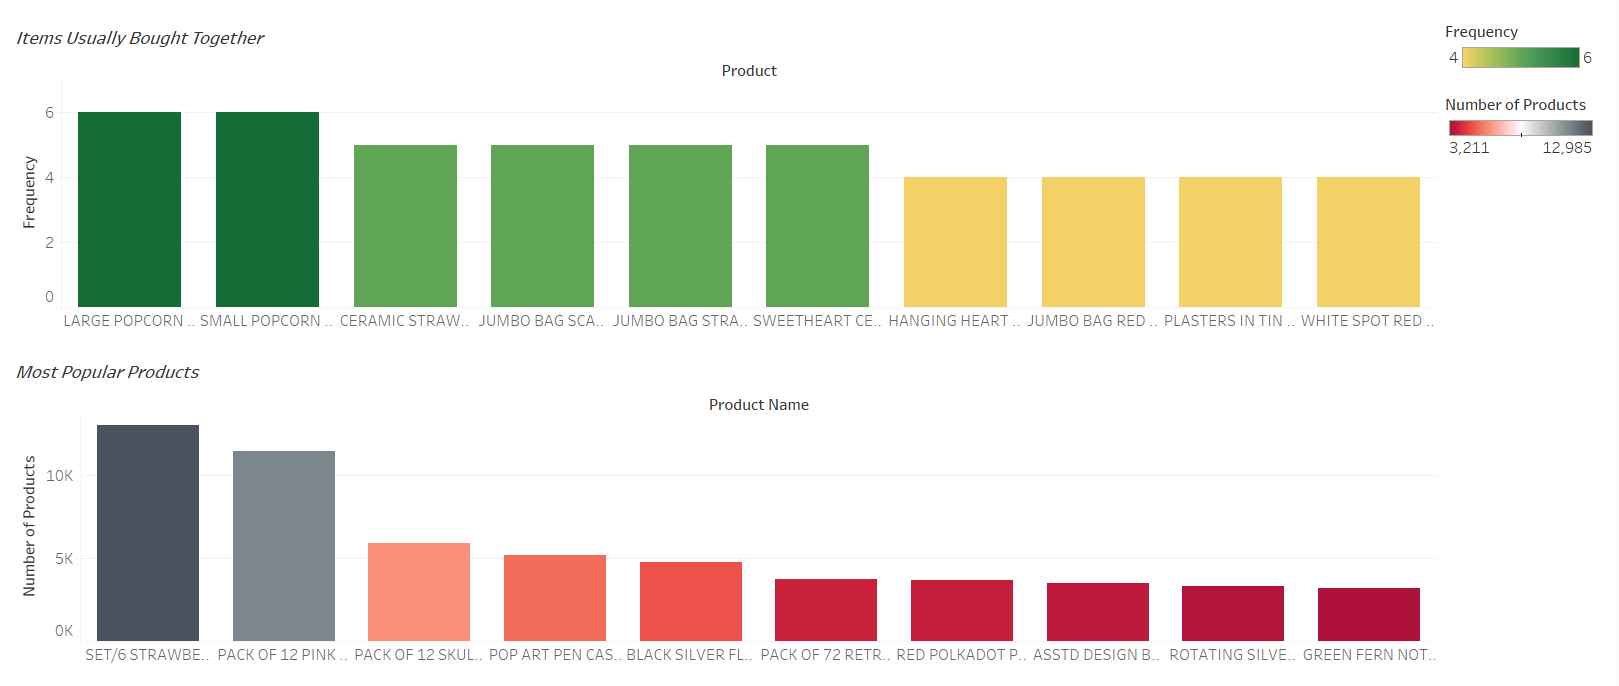 Items Usually Bought Together
Product
Frequency
6
4
2
0
LARGE POPCORN .. SMALL POPCORN .. CERAMIC STRAW.. JUMBO BAG SCA.. JUMBO BAG STRA.. SWEETHEART CE.. HANGING HEART .. JUMBO BAG RED .. PLASTERS IN TIN .. WHITE SPOT RED ..
Frequency
4 6
Number of Products
3,211 12,985
Most Popular Products
Product Name
Number of Products
10K
5K
0K
SET/6 STRAWBE.. PACK OF 12 PINK .. PACK OF 12 SKUL.. POP ART PEN CAS.. BLACK SILVER FL.. PACK OF 72 RETR.. RED POLKADOT P.. ASSTD DESIGN B.. ROTATING SILVE.. GREEN FERN NOT..